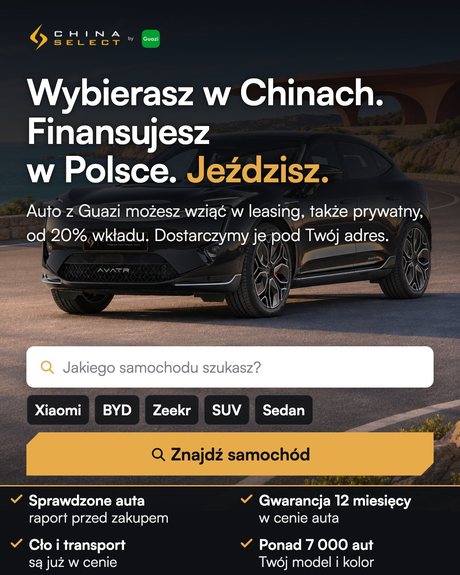 CHINA
SELECT by Guazi
Wybierasz w Chinach.
Finansujesz
w Polsce. Jeździsz.
Auto z Guazi możesz wziąć w leasing, także prywatny,
od 20% wkładu. Dostarczymy je pod Twój adres.
AVATR
Jakiego samochodu szukasz?
Xiaomi BYD Zeekr SUV Sedan
Znajdź samochód
Sprawdzone auta
raport przed zakupem
Gwarancja 12 miesięcy
w cenie auta
Cło i transport
są już w cenie
Ponad 7 000 aut
Twój model i kolor